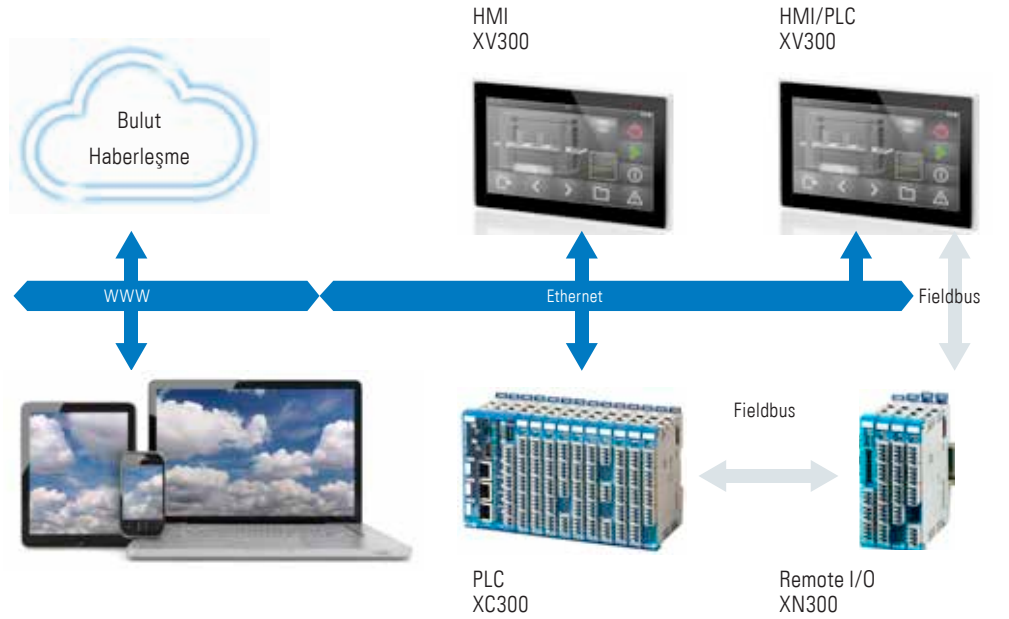 HMI
XV300
HMI/PLC
XV300
Bulut
Haberleşme
WWW
Ethernet
Fieldbus
Fieldbus
PLC
XC300
Remote I/O
XN300